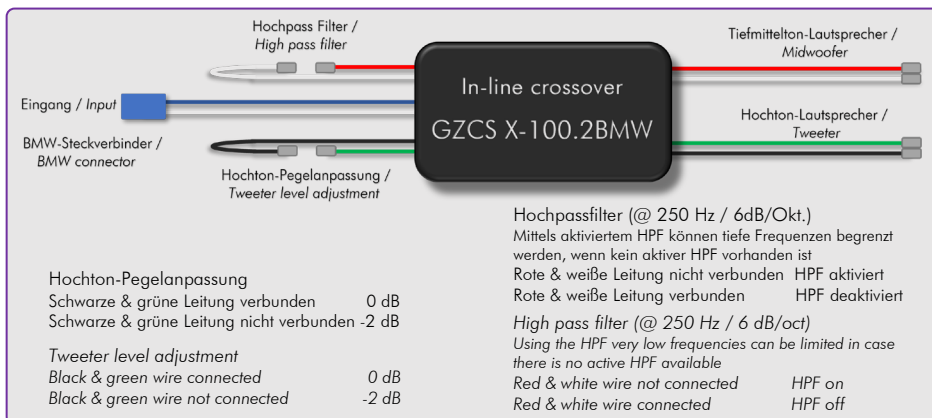 Hochpass Filter /
High pass filter
Eingang / Input
BMW-Steckverbinder /
BMW connector
Hochton-Pegelanpassung /
Tweeter level adjustment
In-line crossover
GZCS X-100.2BMW
Tiefmittelton-Lautsprecher /
Midwoofer
Hochton-Lautsprecher /
Tweeter
Hochton-Pegelanpassung
Schwarze & grüne Leitung verbunden 0 dB
Schwarze & grüne Leitung nicht verbunden -2 dB
Tweeter level adjustment
Black & green wire connected 0 dB
Black & green wire not connected -2 dB
Hochpassfilter (@ 250 Hz / 6dB/Okt.)
Mittels aktiviertem HPF können tiefe Frequenzen begrenzt
werden, wenn kein aktiver HPF vorhanden ist
Rote & weiße Leitung nicht verbunden HPF aktiviert
Rote & weiße Leitung verbunden HPF deaktiviert
High pass filter (@ 250 Hz / 6 dB/oct)
Using the HPF very low frequencies can be limited in case
there is no active HPF available
Red & white wire not connected HPF on
Red & white wire connected HPF off